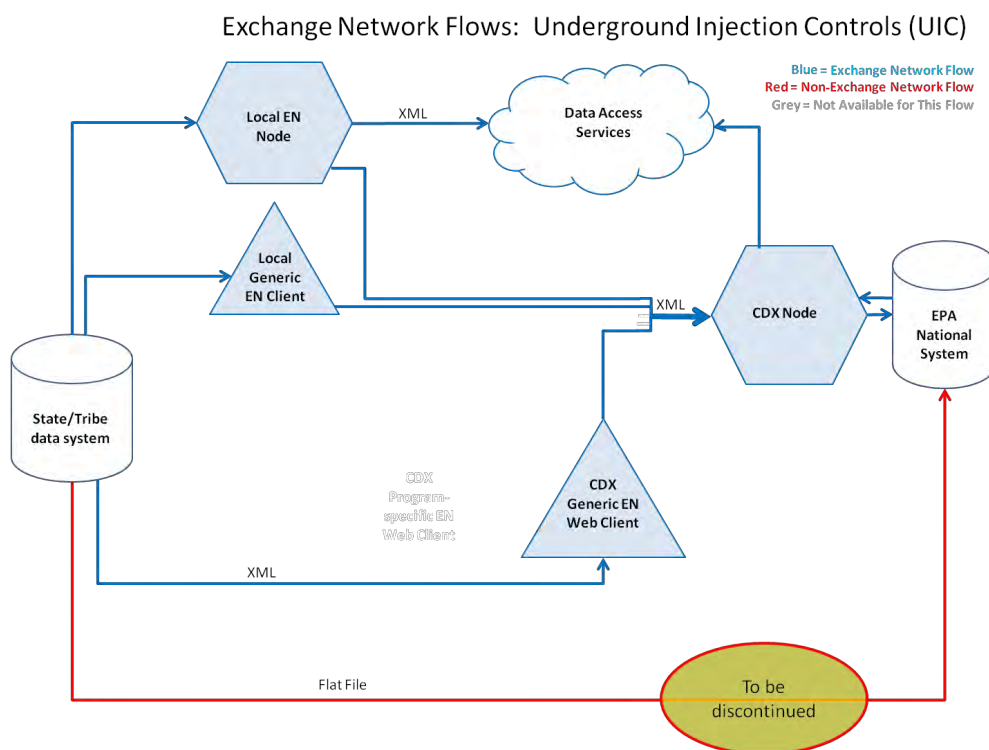 Exchange Network Flows:  Underground Injection Controls (UIC)
Blue = Exchange Network Flow
Red = Non-Exchange Network Flow
Grey = Not Available for This Flow
Local EN
Node
XML
Data Access
Services
Local
Generic
EN Client
XML
CDX Node
EPA
National
System
State/Tribe
data system
CDX
Program-
specific EN
Web Client
CDX
Generic EN
Web Client
XML
Flat File
To be
discontinued